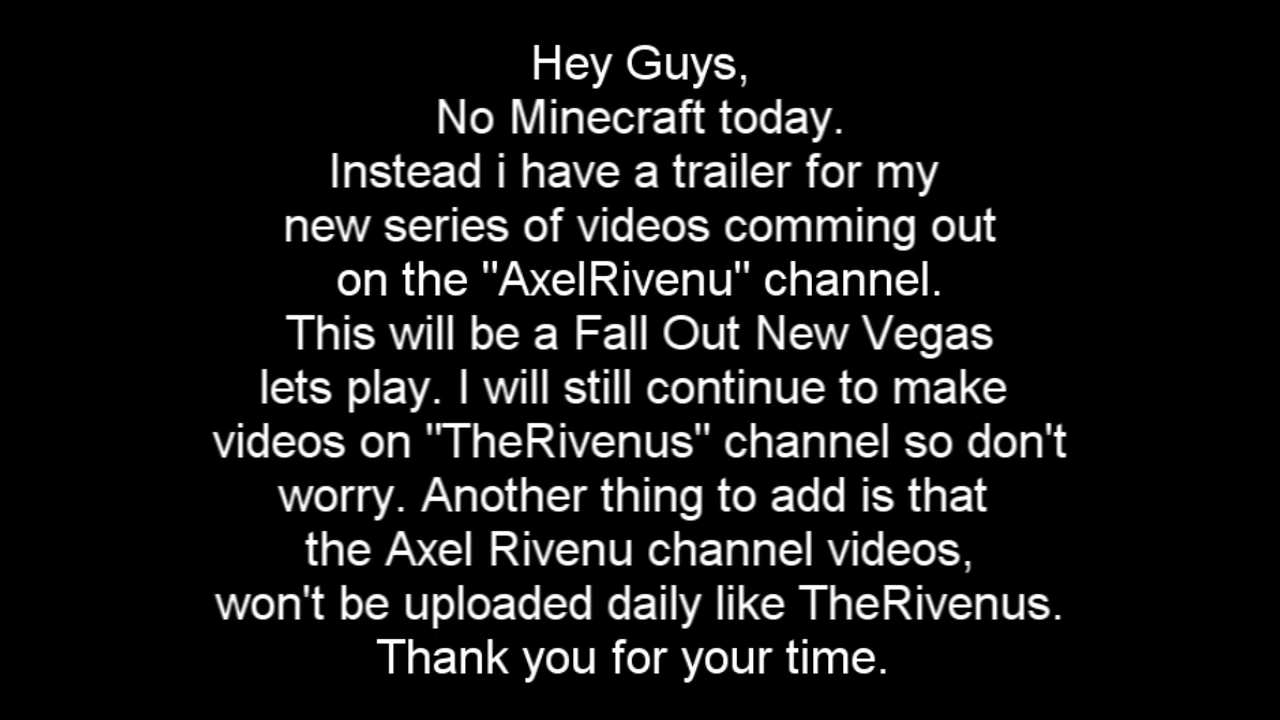 Hey Guys,
No Minecraft today.
Instead i have a trailer for my
new series of videos comming out
on the "AxelRivenu" channel.
This will be a Fall Out New Vegas
lets play. I will still continue to make
videos on "TheRivenus" channel so don't
worry. Another thing to add is that
the Axel Rivenu channel videos,
won't be uploaded daily like TheRivenus.
Thank you for your time.